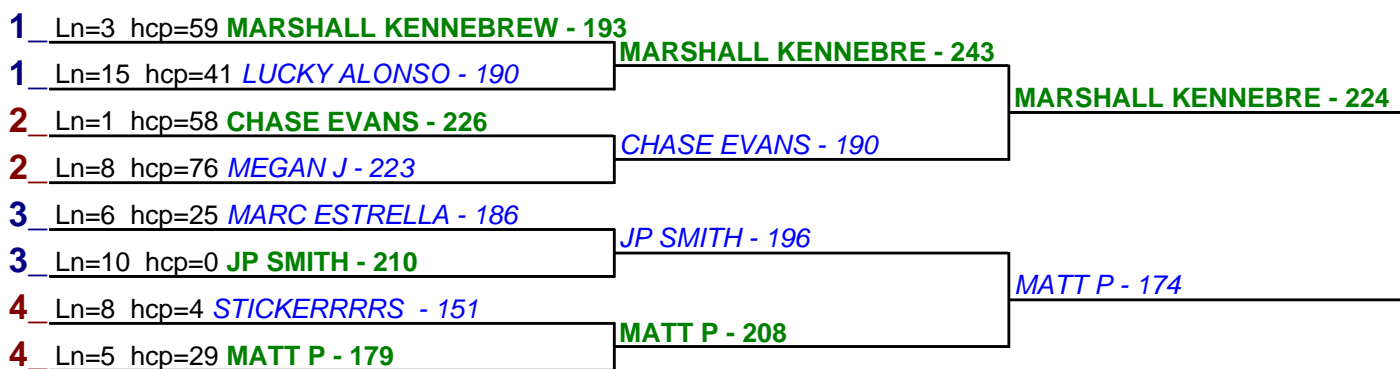 1_ Ln=3 hcp=59 MARSHALL KENNEBREW - 193
1_ Ln=15 hcp=41 LUCKY ALONSO - 190
2_ Ln=1 hcp=58 CHASE EVANS - 226
2_ Ln=8 hcp=76 MEGAN J - 223
3_ Ln=6 hcp=25 MARC ESTRELLA - 186
3_ Ln=10 hcp=0 JP SMITH - 210
4_ Ln=8 hcp=4 STICKERRRRS - 151
4_ Ln=5 hcp=29 MATT P - 179
MARSHALL KENNEBRE - 243
CHASE EVANS - 190
JP SMITH - 196
MATT P - 208
MARSHALL KENNEBRE - 224
MATT P - 174